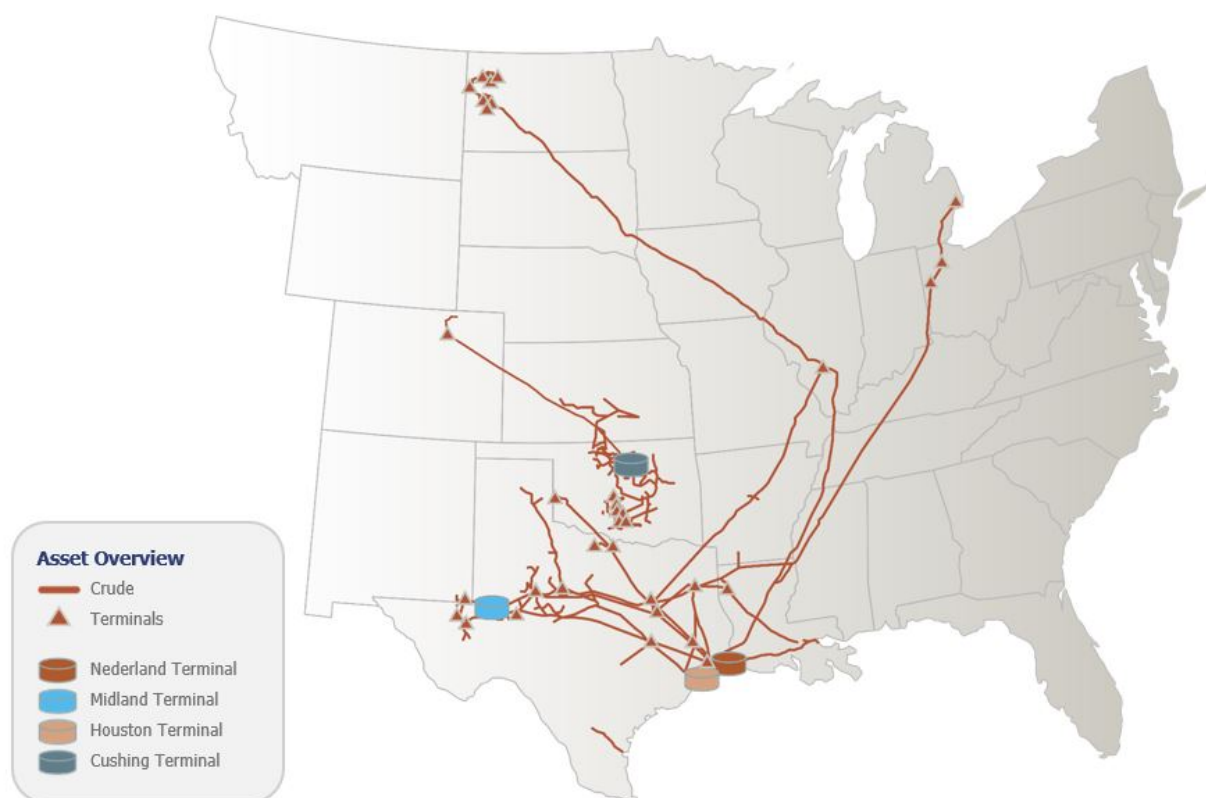 Asset Overview
Crude
Terminals
Nederland Terminal
Midland Terminal
Houston Terminal
Cushing Terminal